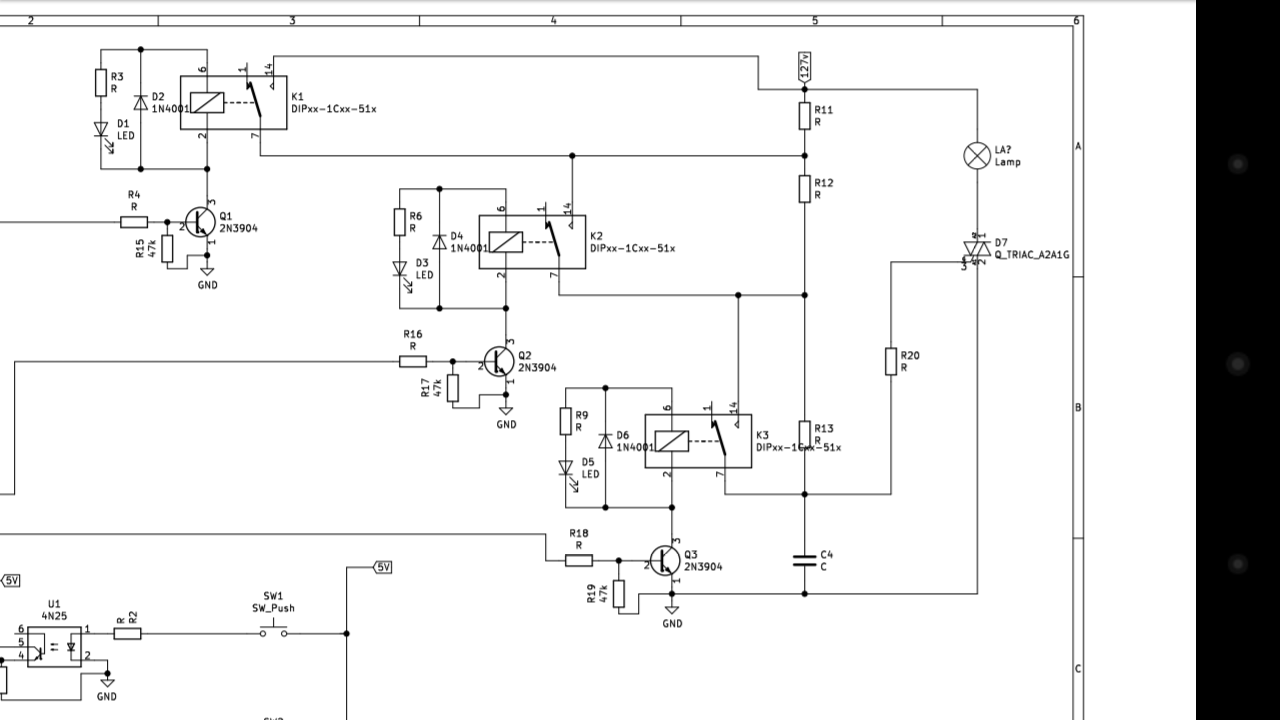 2 3 4 5 6
R3
R
D2
1N4001
D1
LED
6
1
14
2
7
K1
DIPxx-1Cxx-51x
127v
R11
R
A
LA?
Lamp
R12
R
R4
R
R15
47k
2
3
1
Q1
2N3904
GND
R6
R
D4
1N4001
D3
LED
6
1
14
2
7
K2
DIPxx-1Cxx-51x
D7
Q_TRIAC_A2A1G
1
2
3
R16
R
R17
47k
2
3
1
Q2
2N3904
GND
R20
R
B
R9
R
D6
1N4001
D5
LED
6
1
14
2
7
K3
DIPxx-1Cxx-51x
R13
R
R18
R
R19
47k
2
3
1
Q3
2N3904
GND
C4
C
5V
5V
U1
4N25
6
5
4
1
2
R
R2
SW1
SW_Push
GND
C